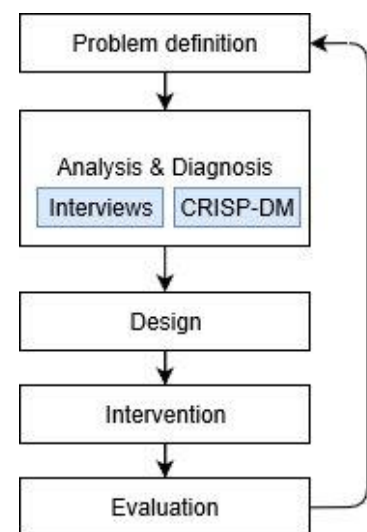 Problem definition
Analysis & Diagnosis
Interviews CRISP-DM
Design
Intervention
Evaluation